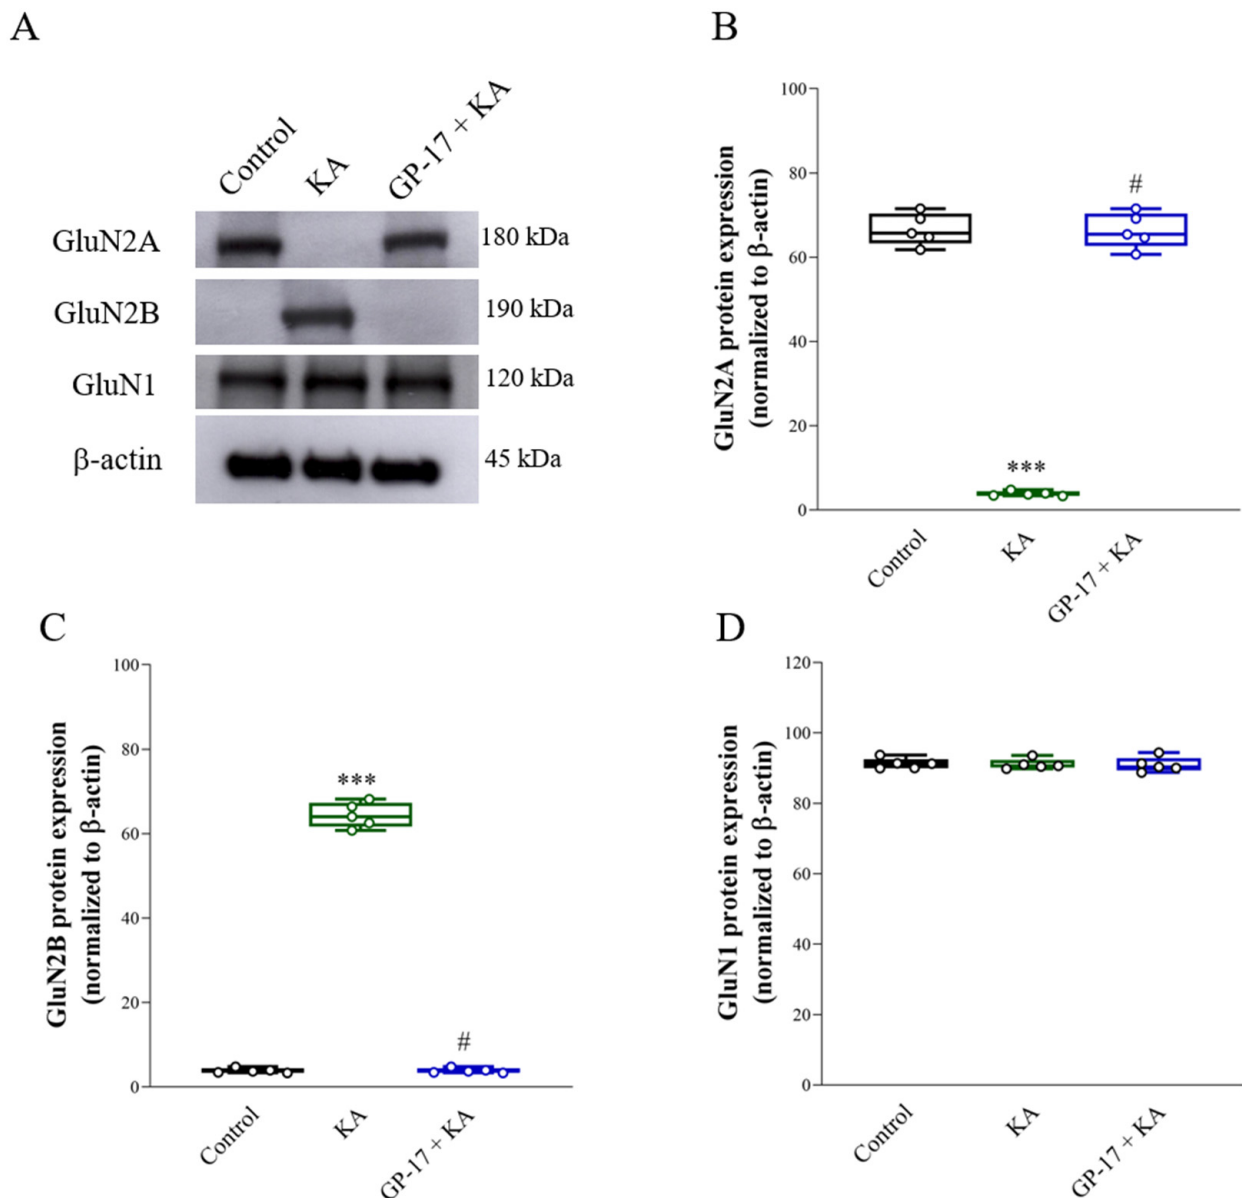 A
Control
KA
GP-17 + KA
GluN2A
180 kDa
GluN2B
190 kDa
GluN1
120 kDa
β-actin
45 kDa
B
GluN2A protein expression
(normalized to β-actin)
100
80
60
40
20
0
***
#
Control
KA
GP-17 + KA
C
GluN2B protein expression
(normalized to β-actin)
100
80
60
40
20
0
***
#
Control
KA
GP-17 + KA
D
GluN1 protein expression
(normalized to β-actin)
120
100
80
60
40
20
0
Control
KA
GP-17 + KA